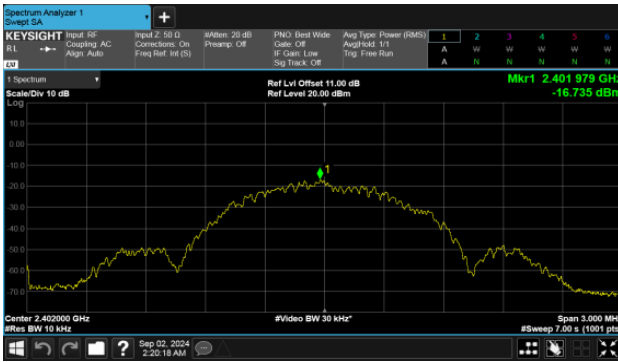 Spectrum Analyzer 1
Swept SA
+
KEYSIGHT Input: RF Input Z: 50 Ω #Atten: 20 dB PNO: Best Wide Avg Type: Power (RMS) 1 2 3 4 5 6
RL Coupling: AC Corrections: On Preamp: Off Gate: Off Avg|Hold: 1/1 A W W W W W
Align: Auto Freq Ref: Int (S) IF Gain: Low Trig: Free Run
LXI Sig Track: Off A N N N N N
1 Spectrum Ref Lvl Offset 11.00 dB Mkr1 2.401 979 GHz
Scale/Div 10 dB Ref Level 20.00 dBm -16.735 dBm
Log
10.0
0.00
-10.0
1
-20.0
-30.0
-40.0
-50.0
-60.0
-70.0
Center 2.402000 GHz #Video BW 30 kHz* Span 3.000 MH
#Res BW 10 kHz #Sweep 7.00 s (1001 pts
? Sep 02, 2024
2:20:18 AM